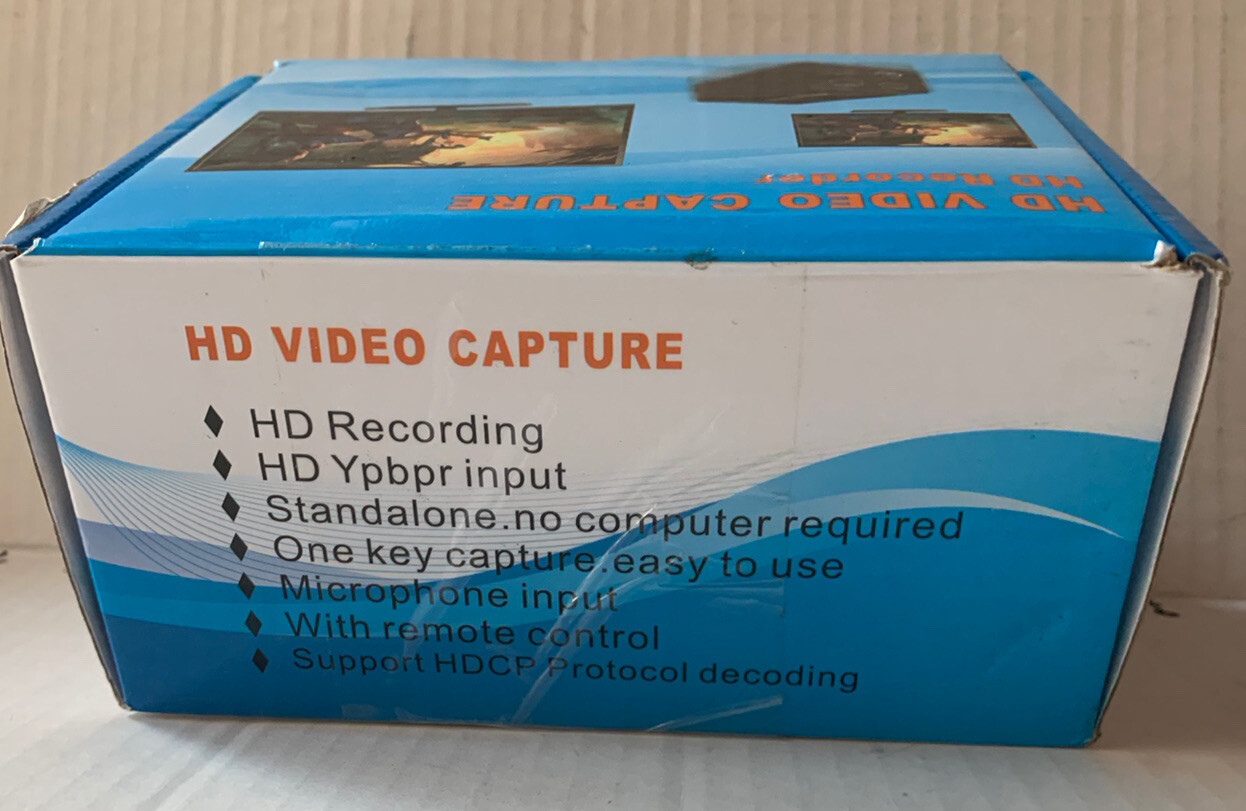 HD VIDEO CAPTURE
HD Recorder
HD VIDEO CAPTURE
♦ HD Recording
♦ HD Ypbpr input
♦ Standalone.no computer required
♦ One key capture.easy to use
♦ Microphone input
♦ With remote control
♦ Support HDCP Protocol decoding